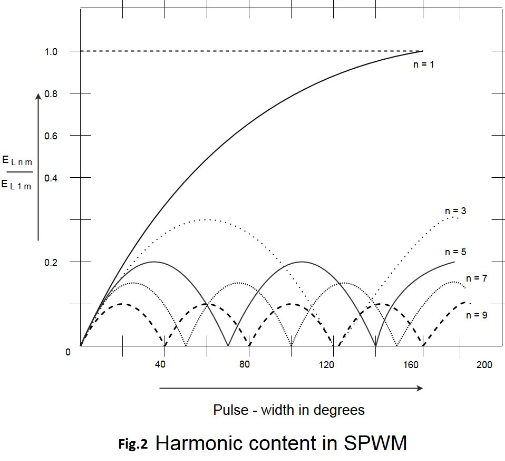 1.0
n = 1
0.8
0.6
E L n m
E L 1 m
0.4
n = 3
n = 5
0.2
n = 7
n = 9
0
0
40
80
120
160
200
Pulse - width in degrees
Fig.2 Harmonic content in SPWM